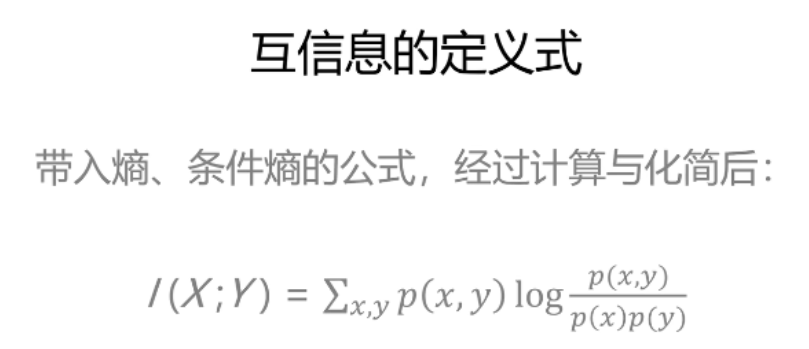 互信息的定义式
带入熵、条件熵的公式，经过计算与化简后：
I(X;Y) = ∑_{x,y} p(x,y) log \frac{p(x,y)}{p(x)p(y)}